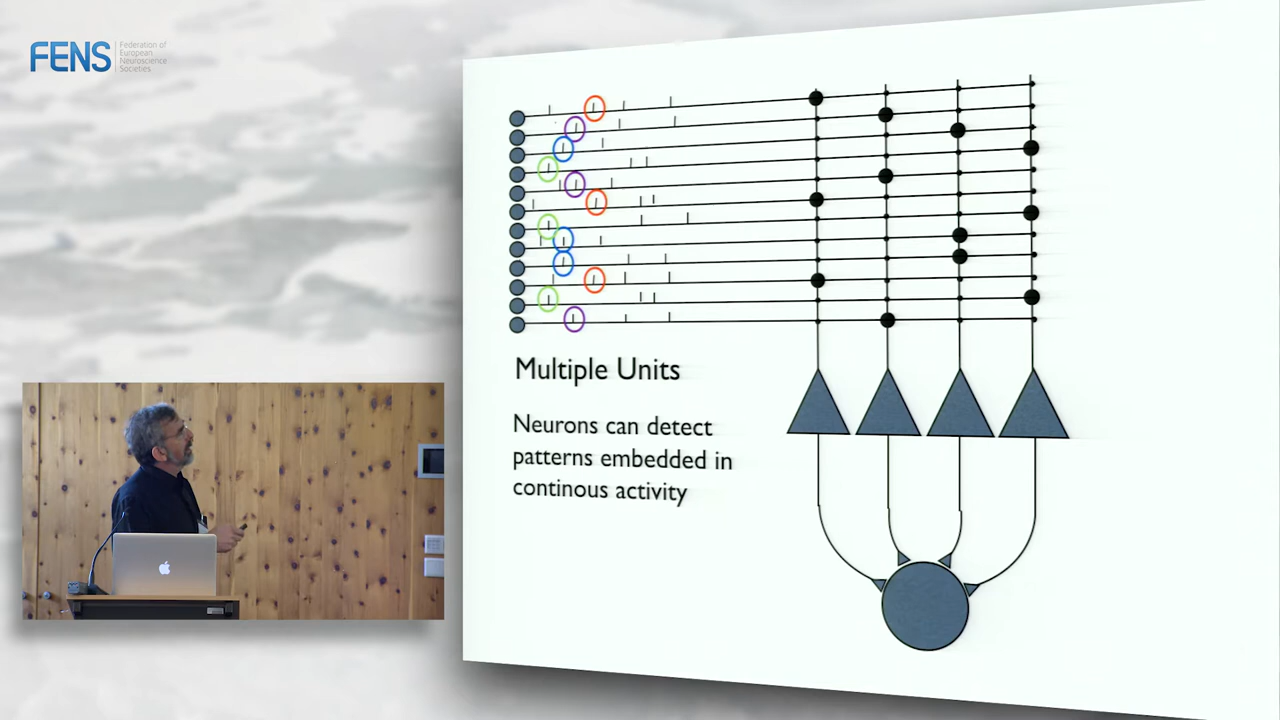 FENS
Federation of
European
Neuroscience
Societies
Multiple Units
Neurons can detect
patterns embedded in
continous activity